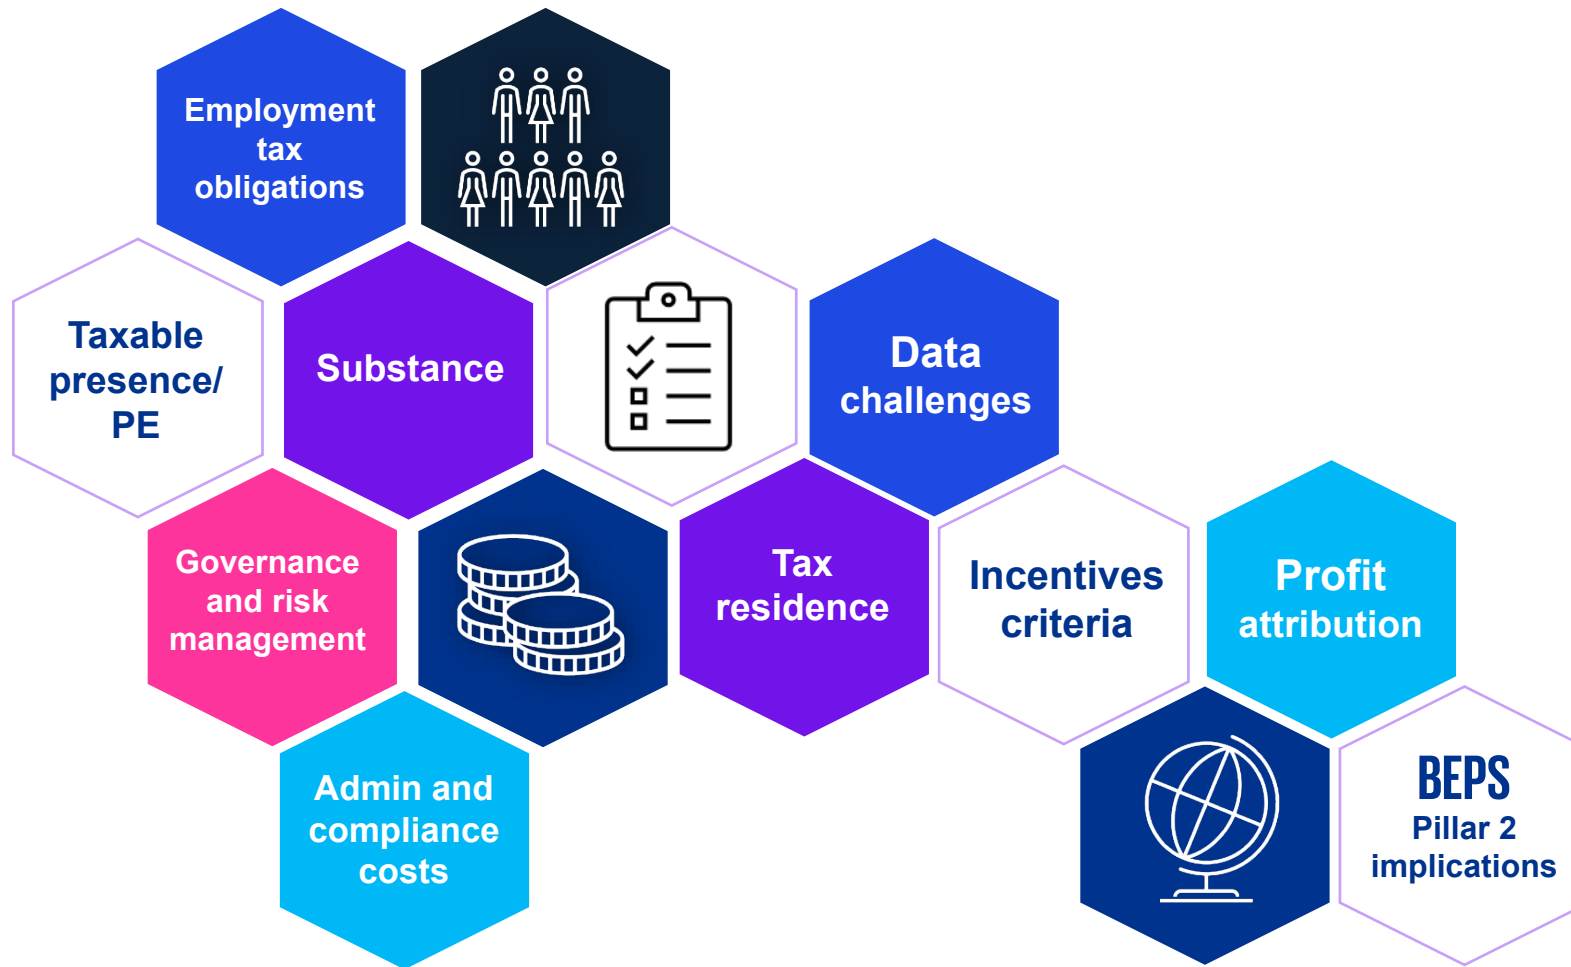 Employment
tax
obligations
Taxable
presence/
PE
Substance
Data
challenges
Governance
and risk
management
Tax
residence
Incentives
criteria
Profit
attribution
Admin and
compliance
costs
BEPS
Pillar 2
implications